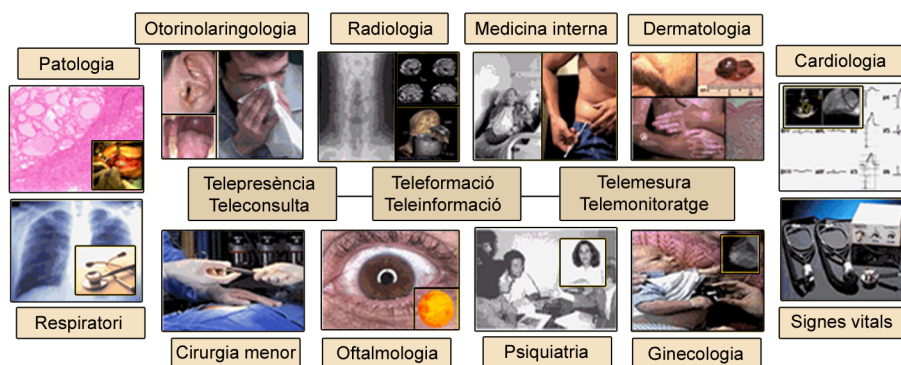 Otorinolaringologia
Radiologia
Medicina interna
Dermatologia
Patologia
Cardiologia
Telepresència
Teleconsulta
Teleformació
Teleinformació
Telemesura
Telemonitoratge
Respiratori
Cirurgia menor
Oftalmologia
Psiquiatria
Ginecologia
Signes vitals